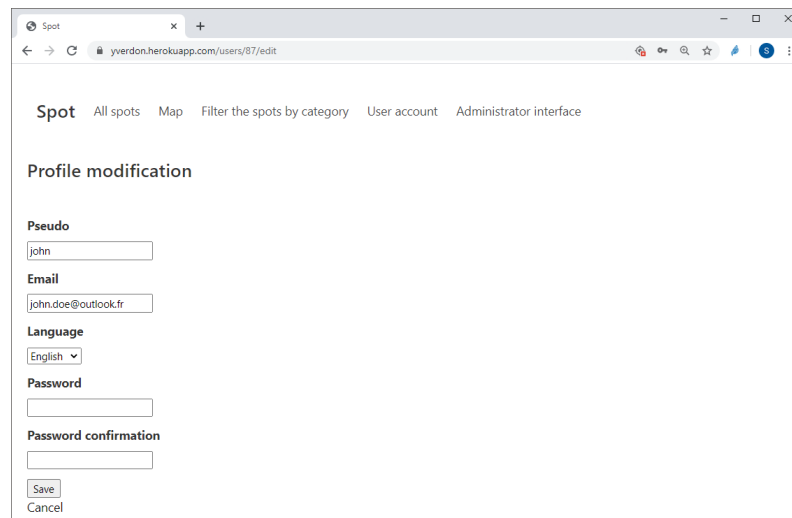 Spot
yverdon.herokuapp.com/users/87/edit
S
Spot All spots Map Filter the spots by category User account Administrator interface
Profile modification
Pseudo
john
Email
john.doe@outlook.fr
Language
English
Password
Password confirmation
Save
Cancel